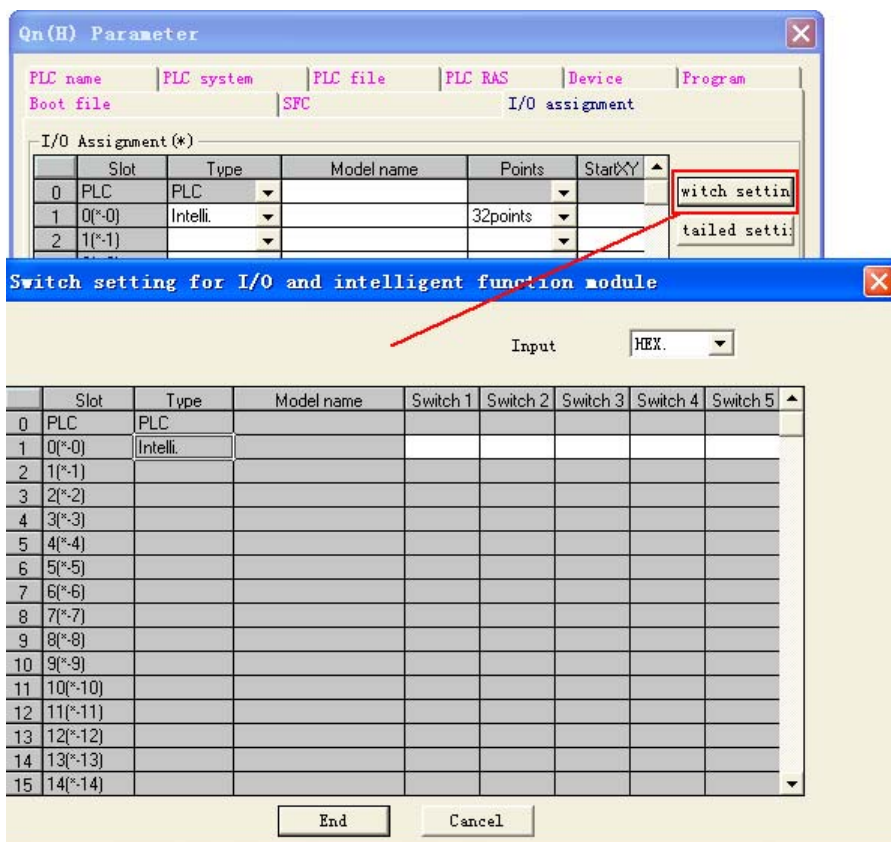 Qn(H) Parameter
PLC name PLC system PLC file PLC RAS Device Program
Boot file SFC I/O assignment
I/O Assignment(*)
Slot Type Model name Points StartXY
0 PLC PLC
witch settin
1 0(*-0) Intelli. 32points
2 1(*-1)
tailed setti
Switch setting for I/O and intelligent function module
Input HEX.
Slot Type Model name Switch 1 Switch 2 Switch 3 Switch 4 Switch 5
0 PLC PLC
1 0(*-0) Intelli.
2 1(*-1)
3 2(*-2)
4 3(*-3)
5 4(*-4)
6 5(*-5)
7 6(*-6)
8 7(*-7)
9 8(*-8)
10 9(*-9)
11 10(*-10)
12 11(*-11)
13 12(*-12)
14 13(*-13)
15 14(*-14)
End Cancel